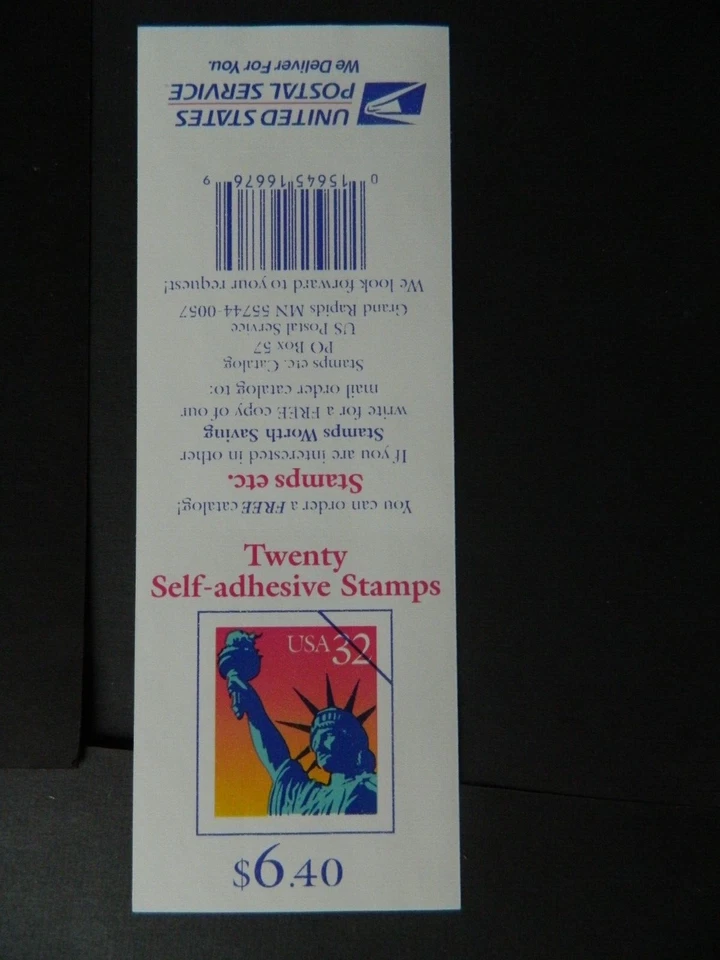 Twenty
Self-adhesive Stamps
USA 32
$6.40
You can order a FREE catalog!
Stamps etc.
If you are interested in other
Stamps Worth Saving
write for a FREE copy of our
mail order catalog to:
Stamps etc. Catalog
PO Box 57
US Postal Service
Grand Rapids MN 55744-0057
We look forward to your request!
0 15645 16676 9
UNITED STATES
POSTAL SERVICE
We Deliver For You.